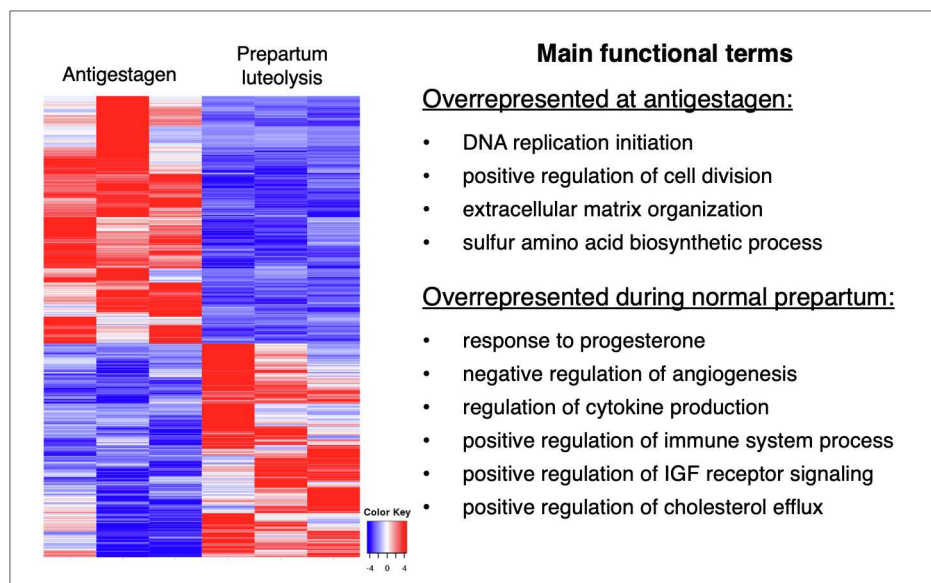 Antigestagen
Prepartum
luteolysis
Main functional terms
Overrepresented at antigestagen:
• DNA replication initiation
• positive regulation of cell division
• extracellular matrix organization
• sulfur amino acid biosynthetic process
Overrepresented during normal prepartum:
• response to progesterone
• negative regulation of angiogenesis
• regulation of cytokine production
• positive regulation of immune system process
• positive regulation of IGF receptor signaling
• positive regulation of cholesterol efflux
Color Key
-4 0 4